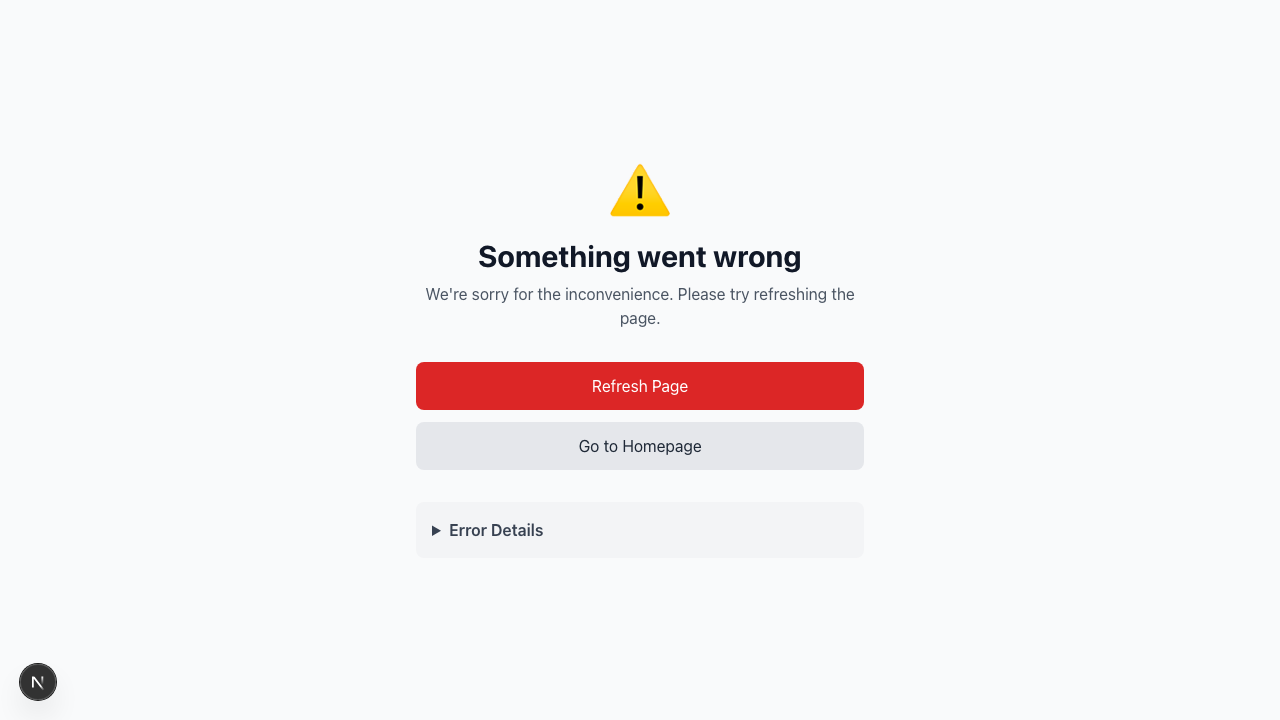 Something went wrong
We're sorry for the inconvenience. Please try refreshing the
page.
Refresh Page
Go to Homepage
Error Details
N